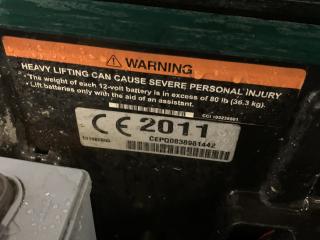 ⚠ WARNING
HEAVY LIFTING CAN CAUSE SEVERE PERSONAL INJURY
• The weight of each 12-volt battery is in excess of 80 lb (36.3 kg).
• Lift batteries only with the aid of an assistant.
CE 2011
CEPD0838981442